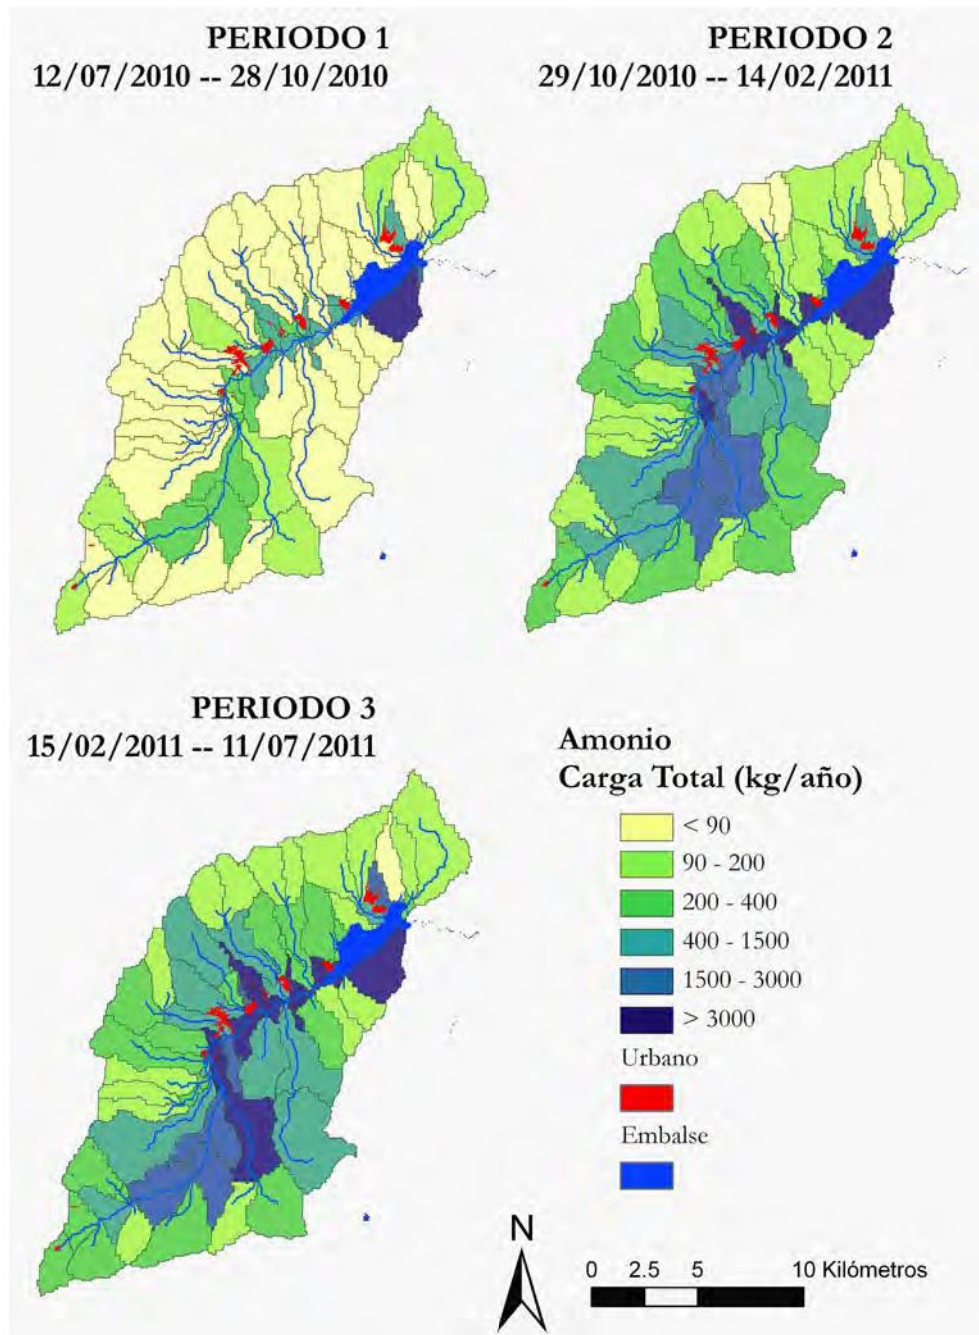 PERIODO 1
12/07/2010 -- 28/10/2010
PERIODO 2
29/10/2010 -- 14/02/2011
PERIODO 3
15/02/2011 -- 11/07/2011
Amonio
Carga Total (kg/año)
< 90
90 - 200
200 - 400
400 - 1500
1500 - 3000
> 3000
Urbano
Embalse
N
0 2.5 5 10 Kilómetros